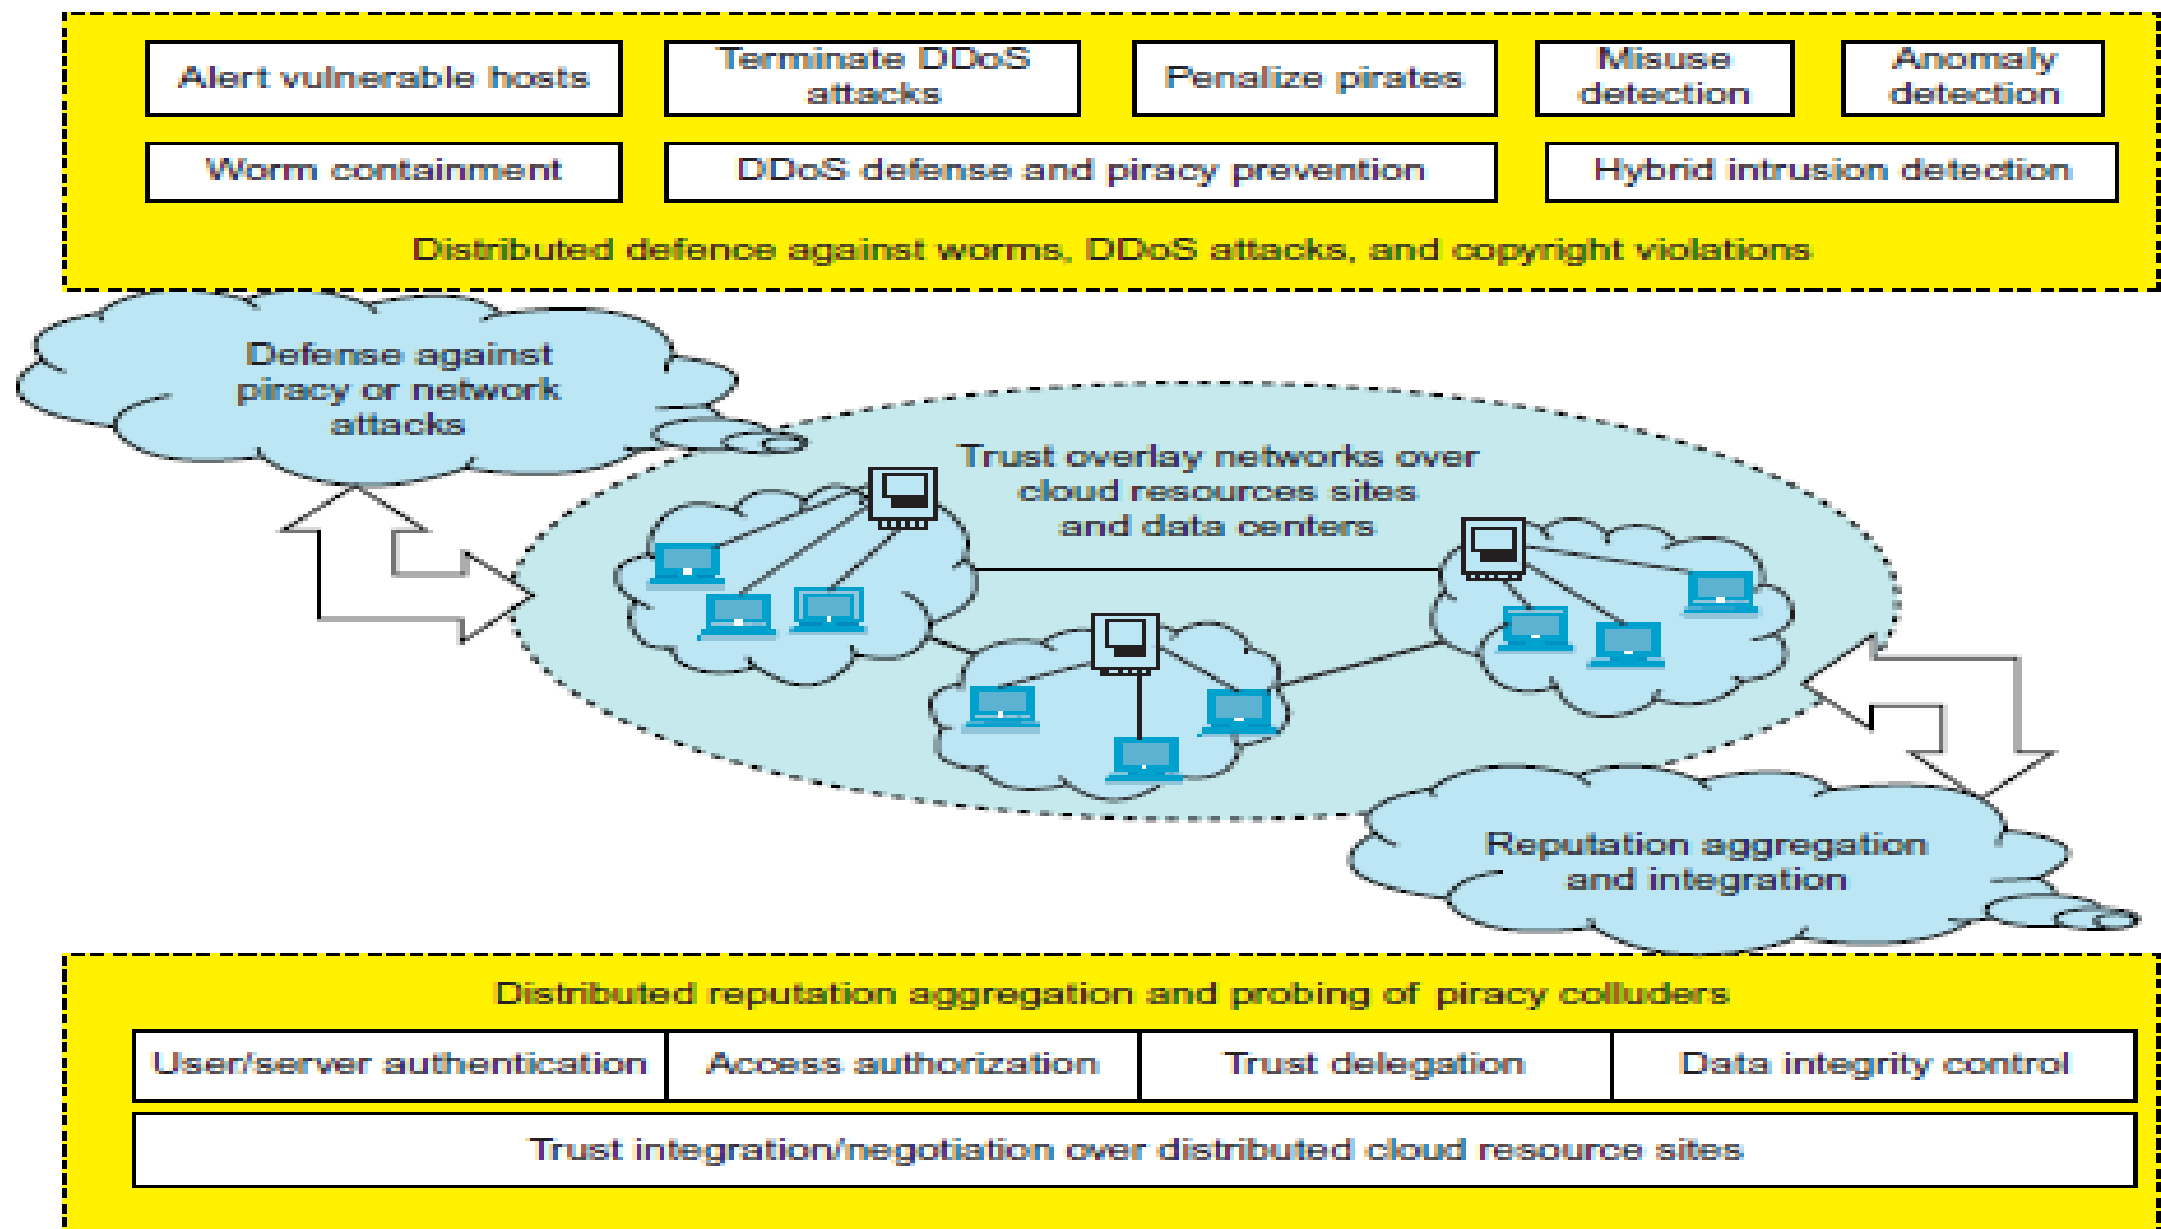 Alert vulnerable hosts
Terminate DDoS
attacks
Penalize pirates
Misuse
detection
Anomaly
detection
Worm containment
DDoS defense and piracy prevention
Hybrid intrusion detection
Distributed defence against worms, DDoS attacks, and copyright violations
Defense against
piracy or network
attacks
Trust overlay networks over
cloud resources sites
and data centers
Reputation aggregation
and integration
Distributed reputation aggregation and probing of piracy colluders
User/server authentication
Access authorization
Trust delegation
Data integrity control
Trust integration/negotiation over distributed cloud resource sites